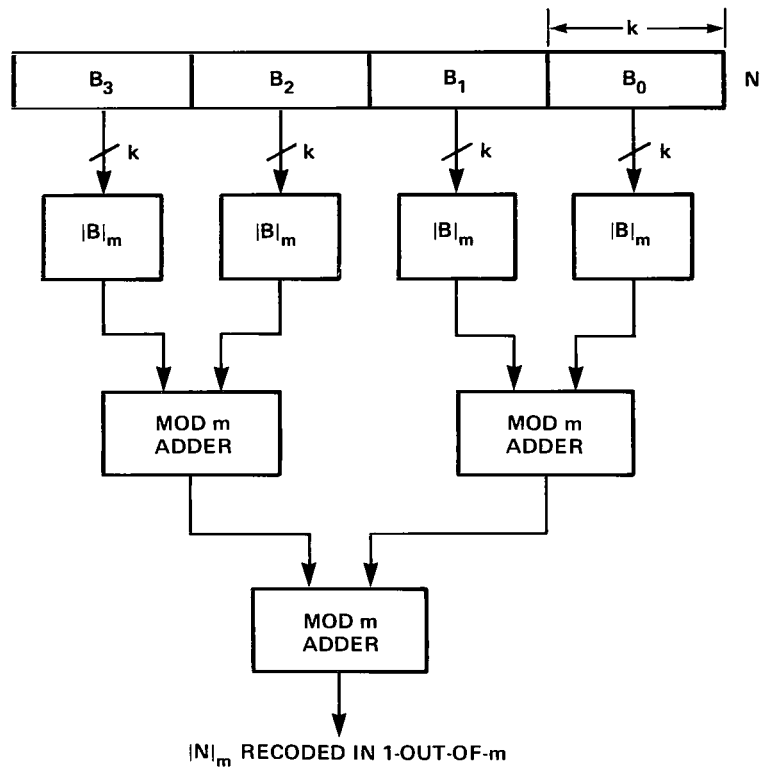 k
B3 B2 B1 B0 N
k k k k
|B|m |B|m |B|m |B|m
MOD m
ADDER
MOD m
ADDER
MOD m
ADDER
|N|m RECODED IN 1-OUT-OF-m